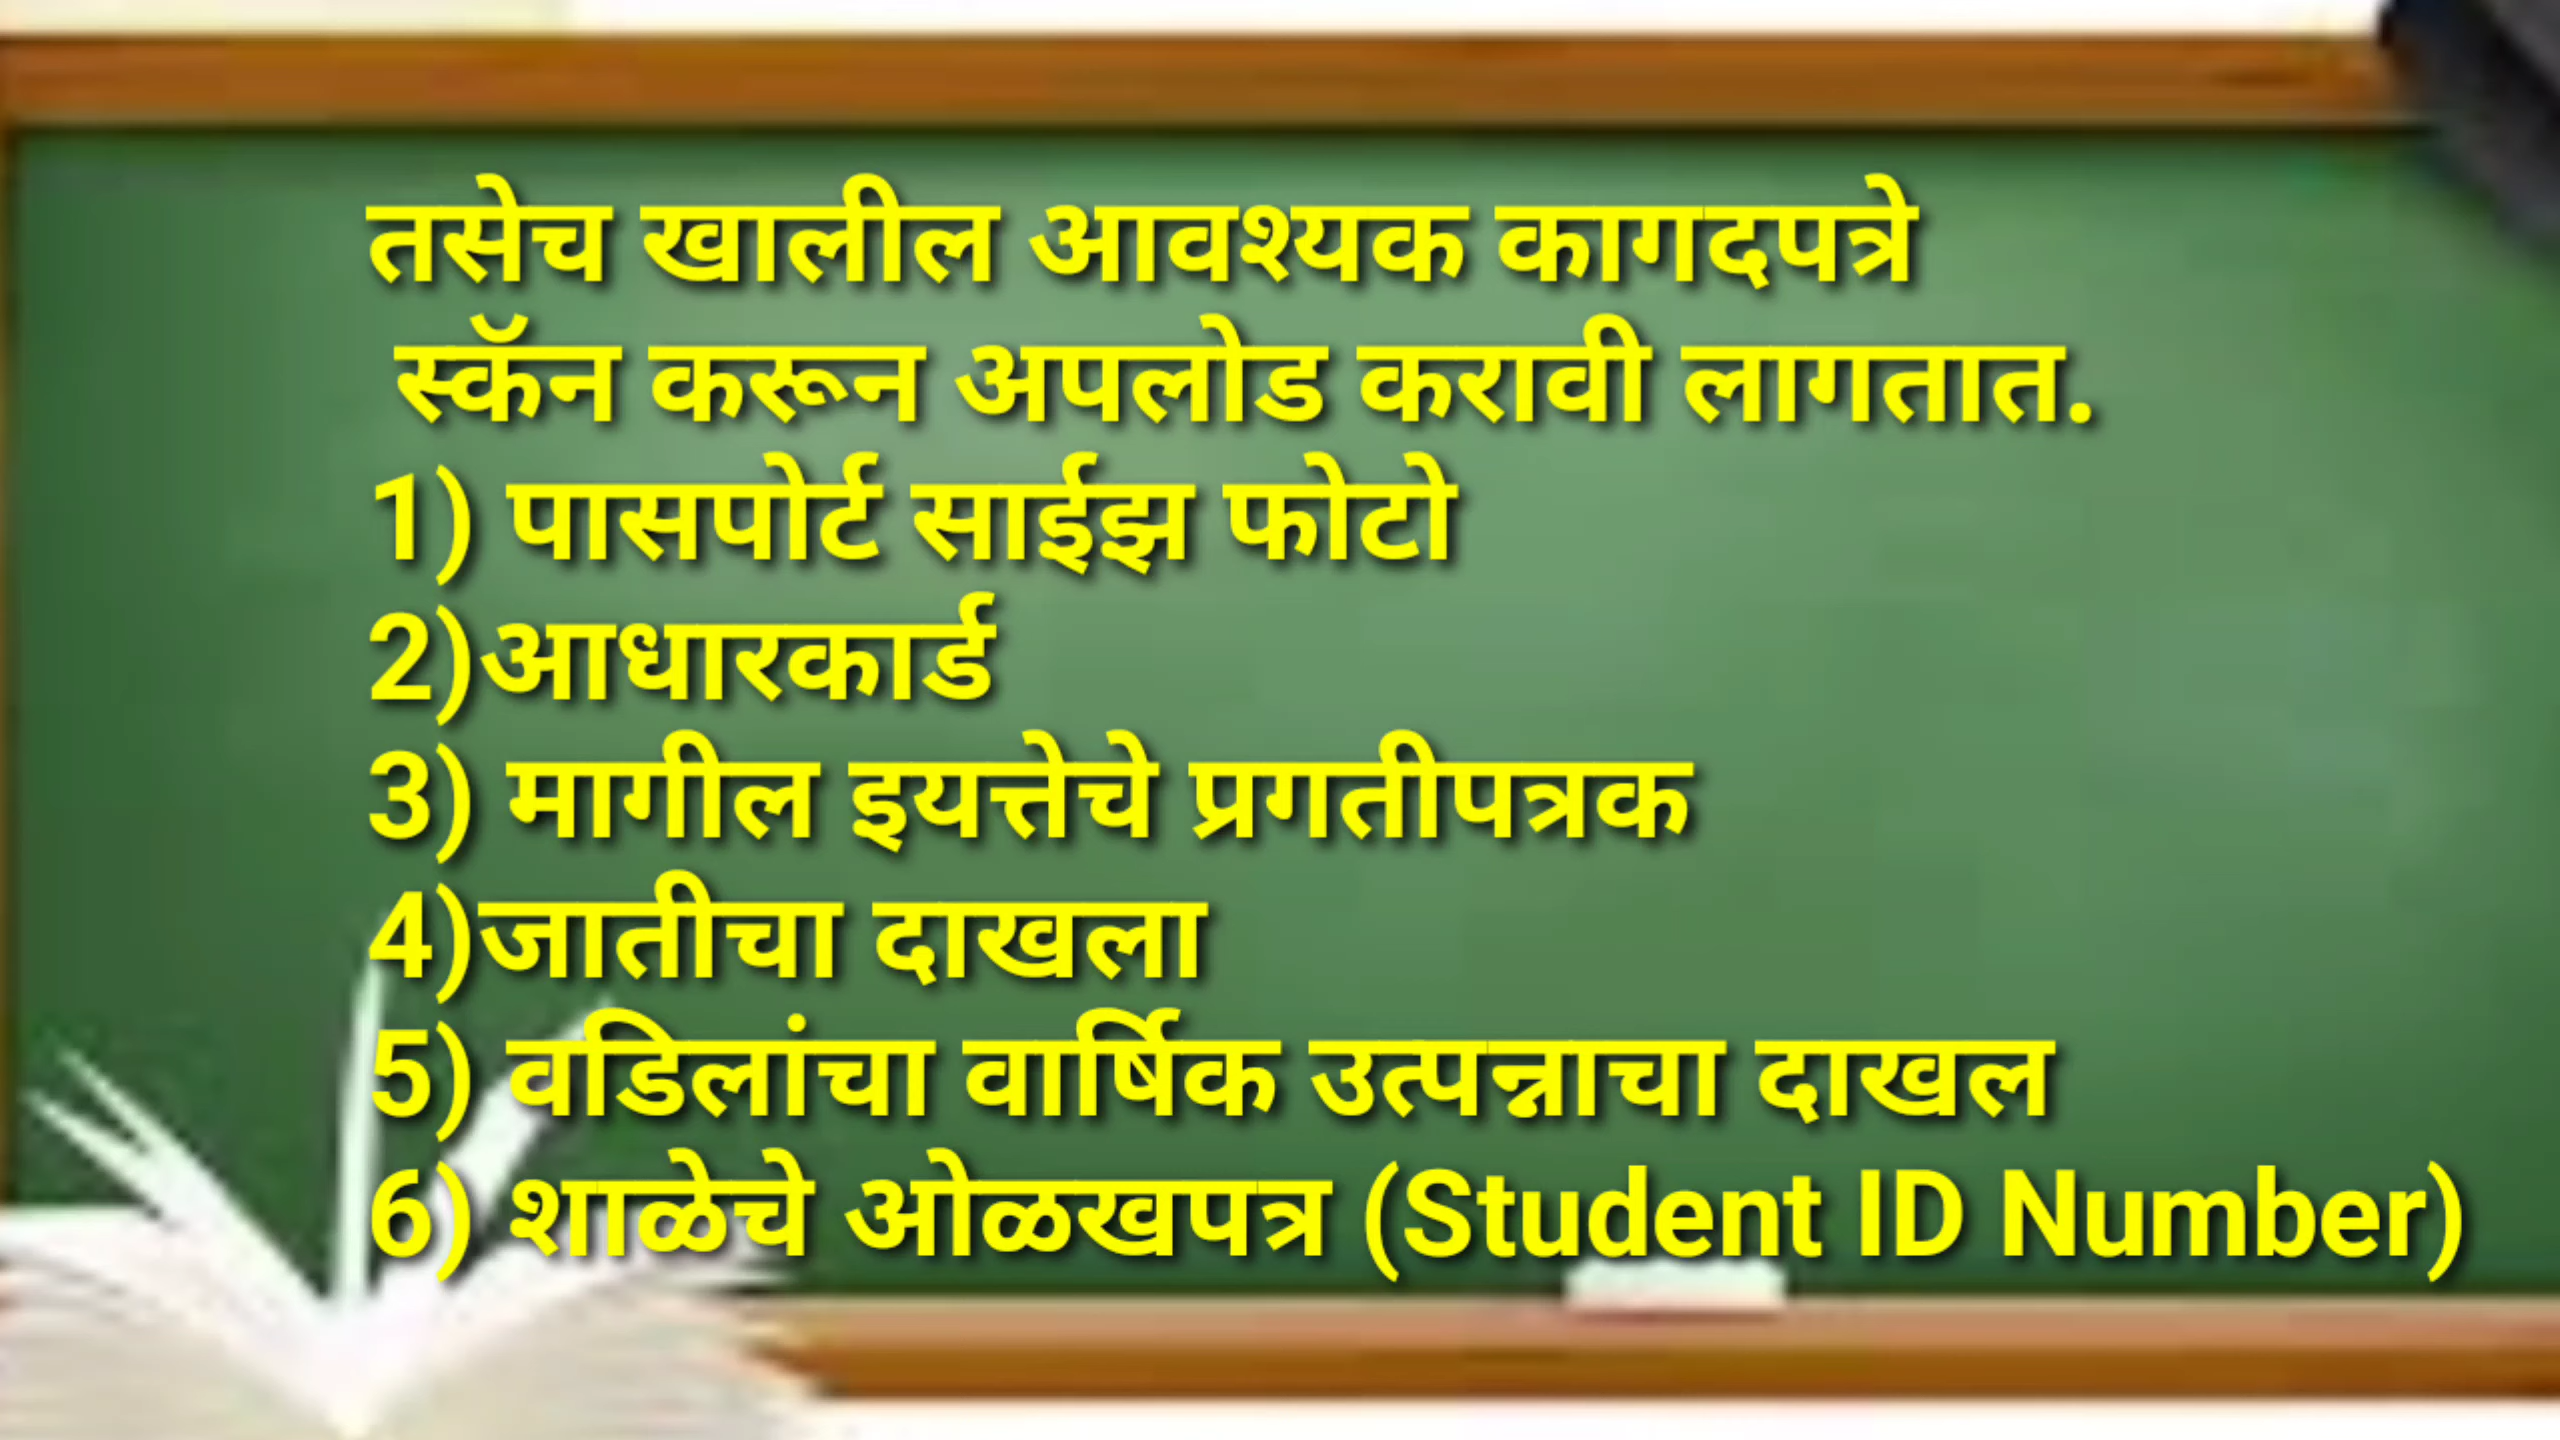 तसेच खालील आवश्यक कागदपत्रे
स्कॅन करून अपलोड करावी लागतात.
1) पासपोर्ट साईझ फोटो
2)आधारकार्ड
3) मागील इयत्तेचे प्रगतीपत्रक
4)जातीचा दाखला
5) वडिलांचा वार्षिक उत्पन्नाचा दाखल
6) शाळेचे ओळखपत्र (Student ID Number)